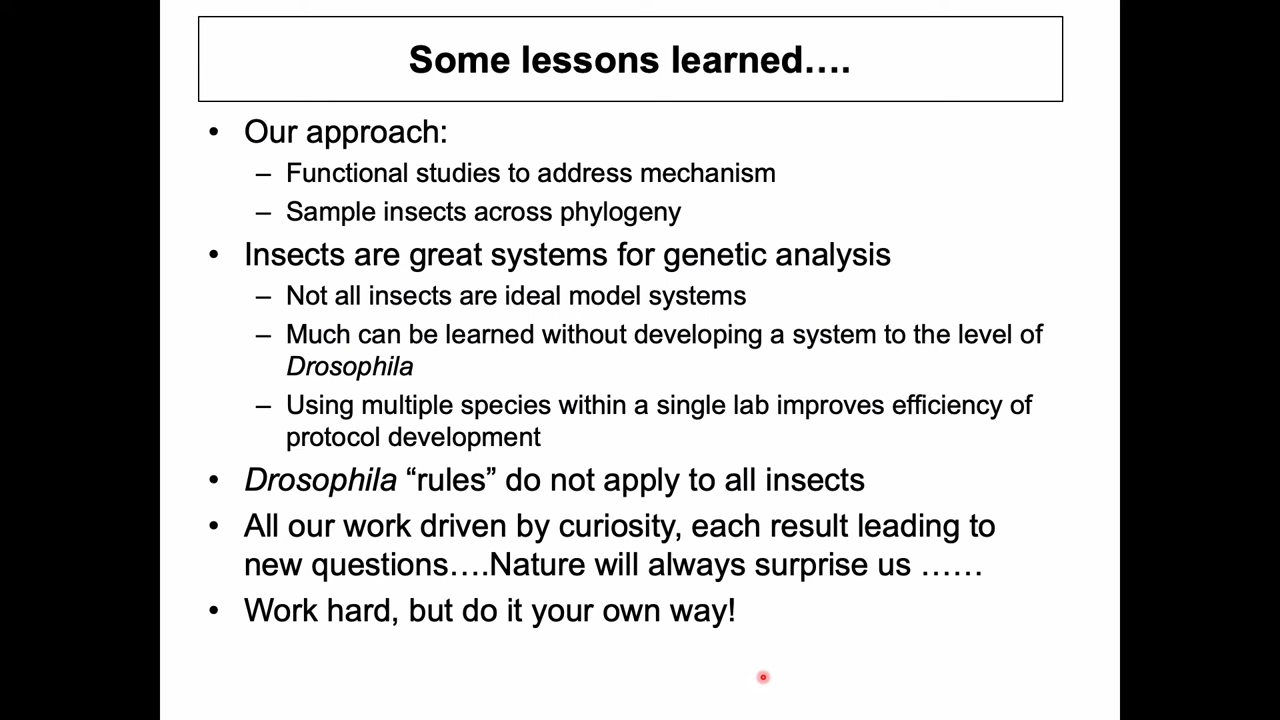 Some lessons learned….
• Our approach:
– Functional studies to address mechanism
– Sample insects across phylogeny
• Insects are great systems for genetic analysis
– Not all insects are ideal model systems
– Much can be learned without developing a system to the level of
Drosophila
– Using multiple species within a single lab improves efficiency of
protocol development
• Drosophila “rules” do not apply to all insects
• All our work driven by curiosity, each result leading to
new questions….Nature will always surprise us ……
• Work hard, but do it your own way!